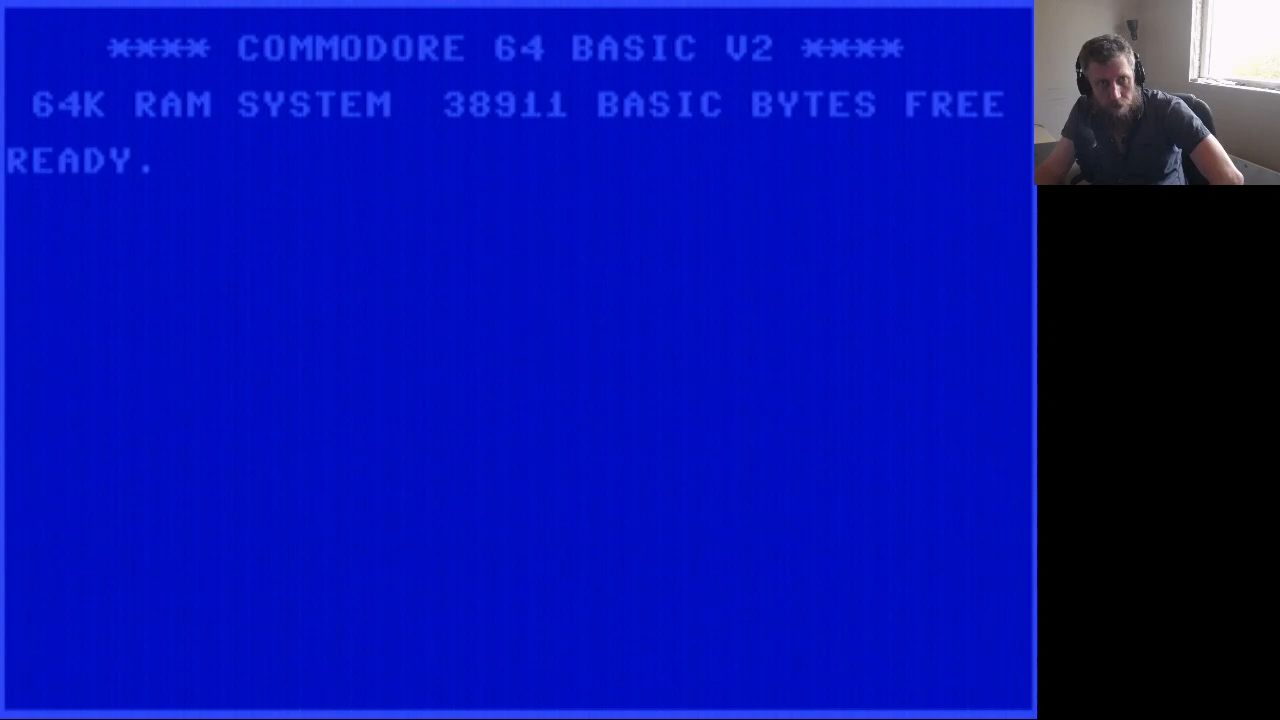 **** COMMODORE 64 BASIC V2 ****
64K RAM SYSTEM  38911 BASIC BYTES FREE
READY.